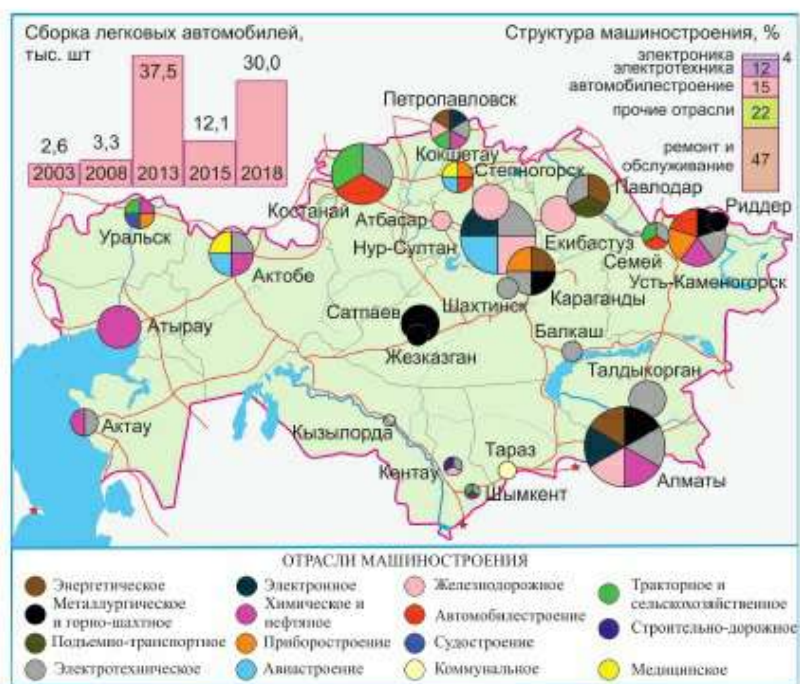 Сборка легковых автомобилей,
тыс. шт
2,6
3,3
37,5
12,1
30,0
2003
2008
2013
2015
2018
Структура машиностроения, %
электроника
4
электротехника
12
автомобилестроение
15
прочие отрасли
22
ремонт и
обслуживание
47
Петропавловск
Кокшетау
Степногорск
Павлодар
Костанай
Атбасар
Риддер
Уральск
Нур-Султан
Екибастуз
Семей
Актобе
Усть-Каменогорск
Караганды
Шахтинск
Сатпаев
Атырау
Балкаш
Жезказган
Талдыкорган
Актау
Кызылорда
Тараз
Кентау
Алматы
Шымкент
ОТРАСЛИ МАШИНОСТРОЕНИЯ
Энергетическое
Металлургическое
и горно-шахтное
Подъемно-транспортное
Электротехническое
Электронное
Химическое и
нефтяное
Приборостроение
Авиастроение
Железнодорожное
Автомобилестроение
Судостроение
Коммунальное
Тракторное и
сельскохозяйственное
Строительно-дорожное
Медицинское